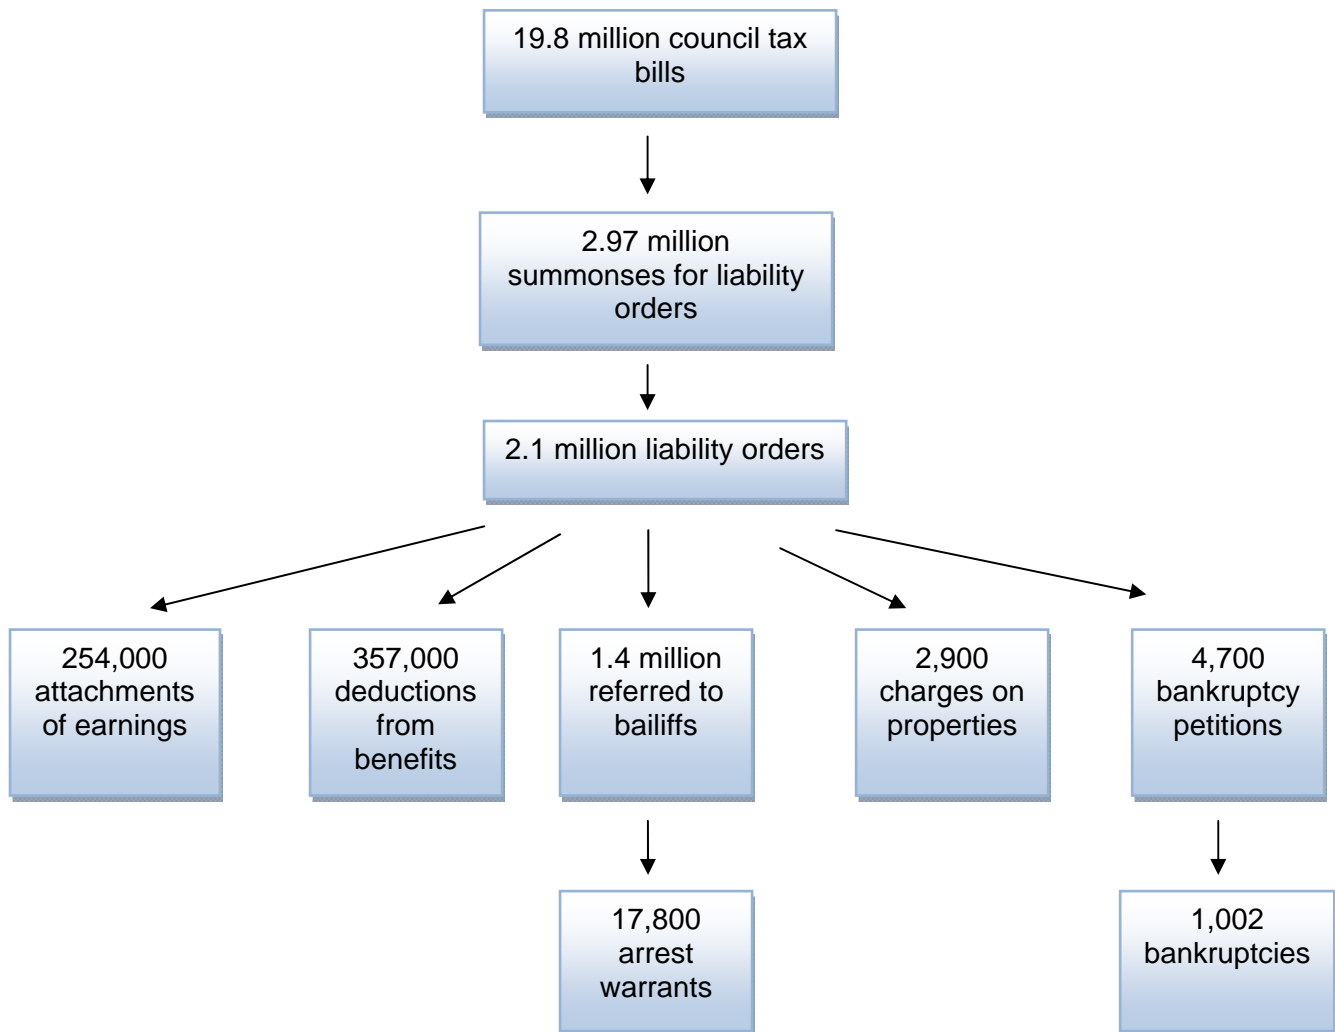 19.8 million council tax
bills
2.97 million
summonses for liability
orders
2.1 million liability orders
254,000
attachments
of earnings
357,000
deductions
from
benefits
1.4 million
referred to
bailiffs
2,900
charges on
properties
4,700
bankruptcy
petitions
17,800
arrest
warrants
1,002
bankruptcies